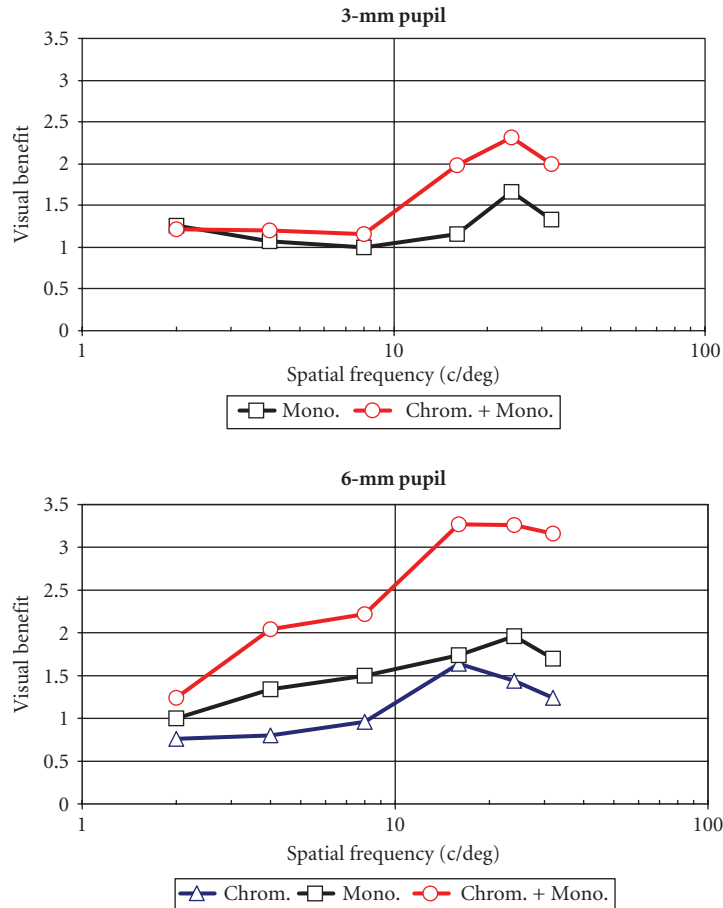 3-mm pupil
3.5
3
2.5
2
1.5
1
0.5
0
Visual benefit
1 10 100
Spatial frequency (c/deg)
Mono. Chrom. + Mono.
6-mm pupil
3.5
3
2.5
2
1.5
1
0.5
0
Visual benefit
1 10 100
Spatial frequency (c/deg)
Chrom. Mono. Chrom. + Mono.